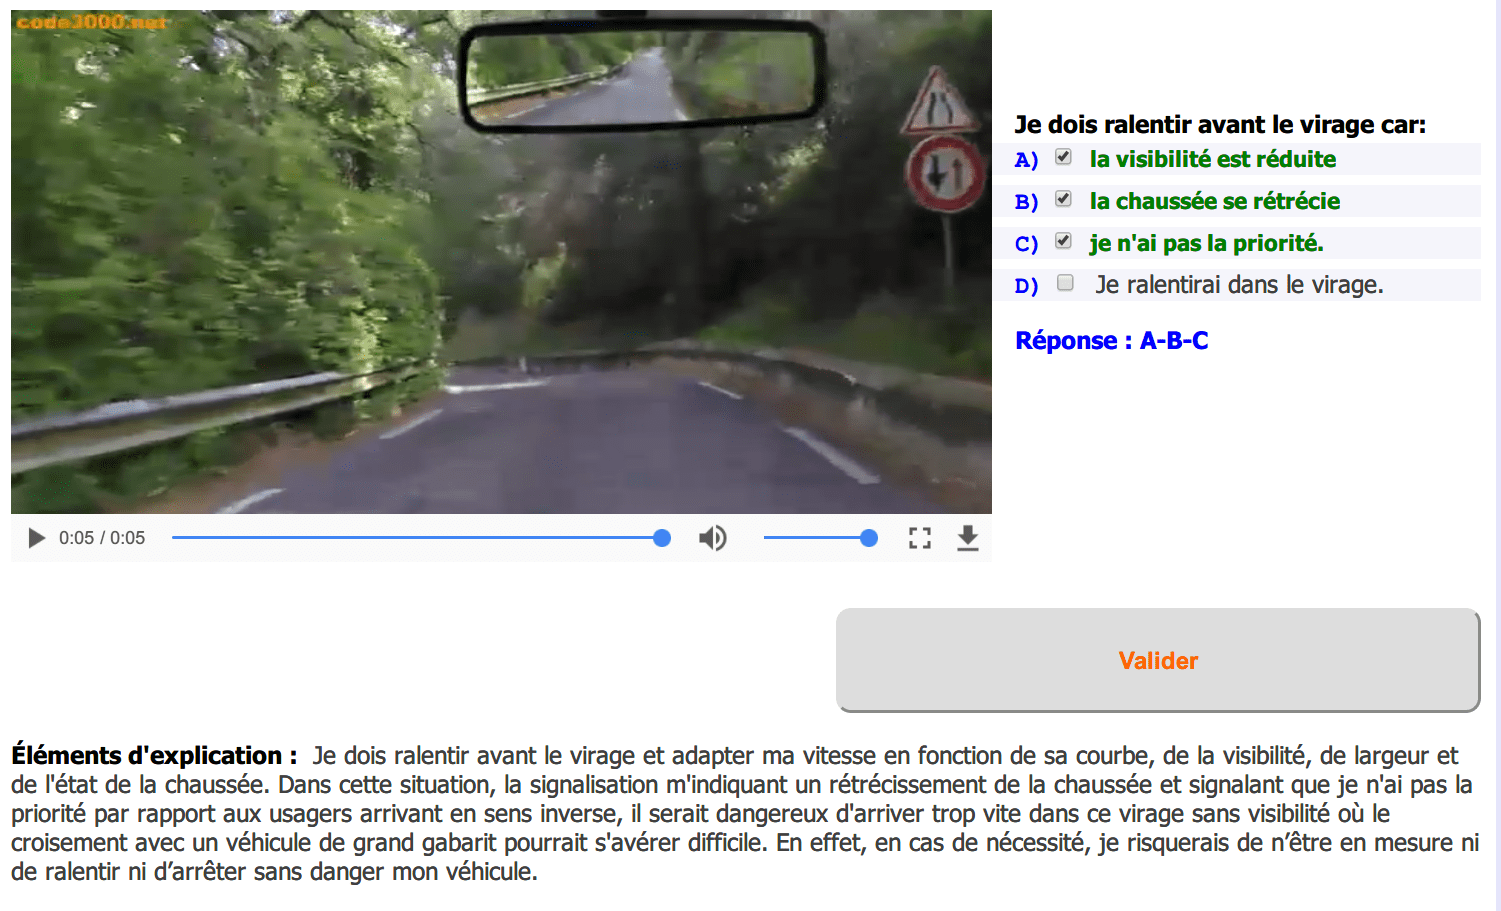 code3000.net
Je dois ralentir avant le virage car:
A) la visibilité est réduite
B) la chaussée se rétrécie
C) je n'ai pas la priorité.
D) Je ralentirai dans le virage.
Réponse : A-B-C
0:05 / 0:05
Valider
Éléments d'explication : Je dois ralentir avant le virage et adapter ma vitesse en fonction de sa courbe, de la visibilité, de largeur et
de l'état de la chaussée. Dans cette situation, la signalisation m'indiquant un rétrécissement de la chaussée et signalant que je n'ai pas la
priorité par rapport aux usagers arrivant en sens inverse, il serait dangereux d'arriver trop vite dans ce virage sans visibilité où le
croisement avec un véhicule de grand gabarit pourrait s'avérer difficile. En effet, en cas de nécessité, je risquerais de n’être en mesure ni
de ralentir ni d’arrêter sans danger mon véhicule.